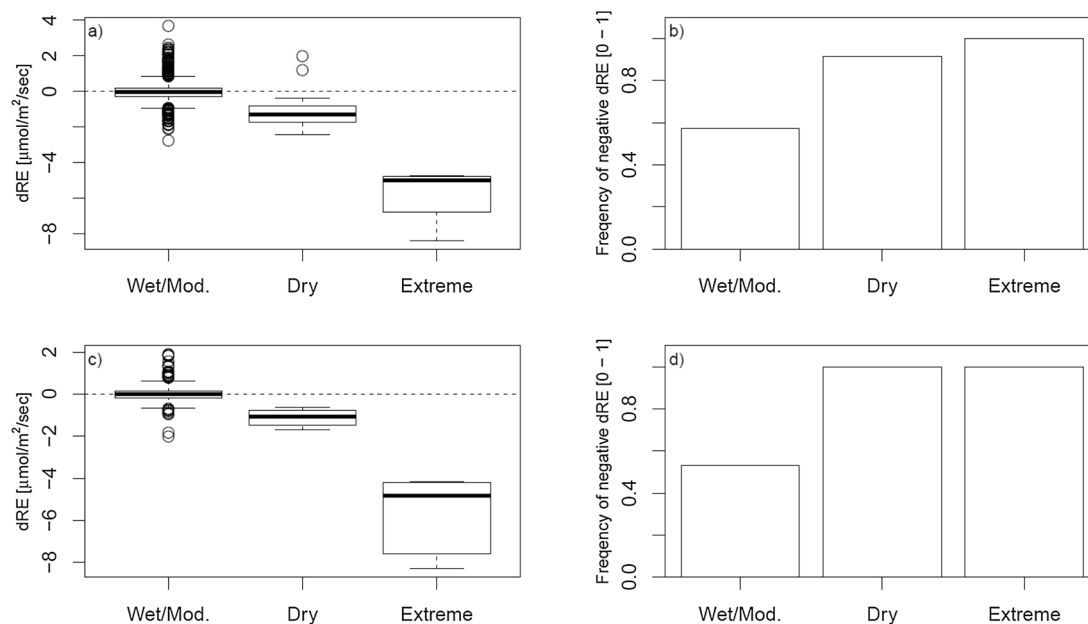 a)
dRE [μmol/m²/sec]
4
2
0
−4
−8
Wet/Mod.
Dry
Extreme
b)
Freqency of negative dRE [0 − 1]
0.8
0.4
0.0
Wet/Mod.
Dry
Extreme
c)
dRE [μmol/m²/sec]
2
0
−2
−4
−6
−8
Wet/Mod.
Dry
Extreme
d)
Freqency of negative dRE [0 − 1]
0.8
0.4
0.0
Wet/Mod.
Dry
Extreme